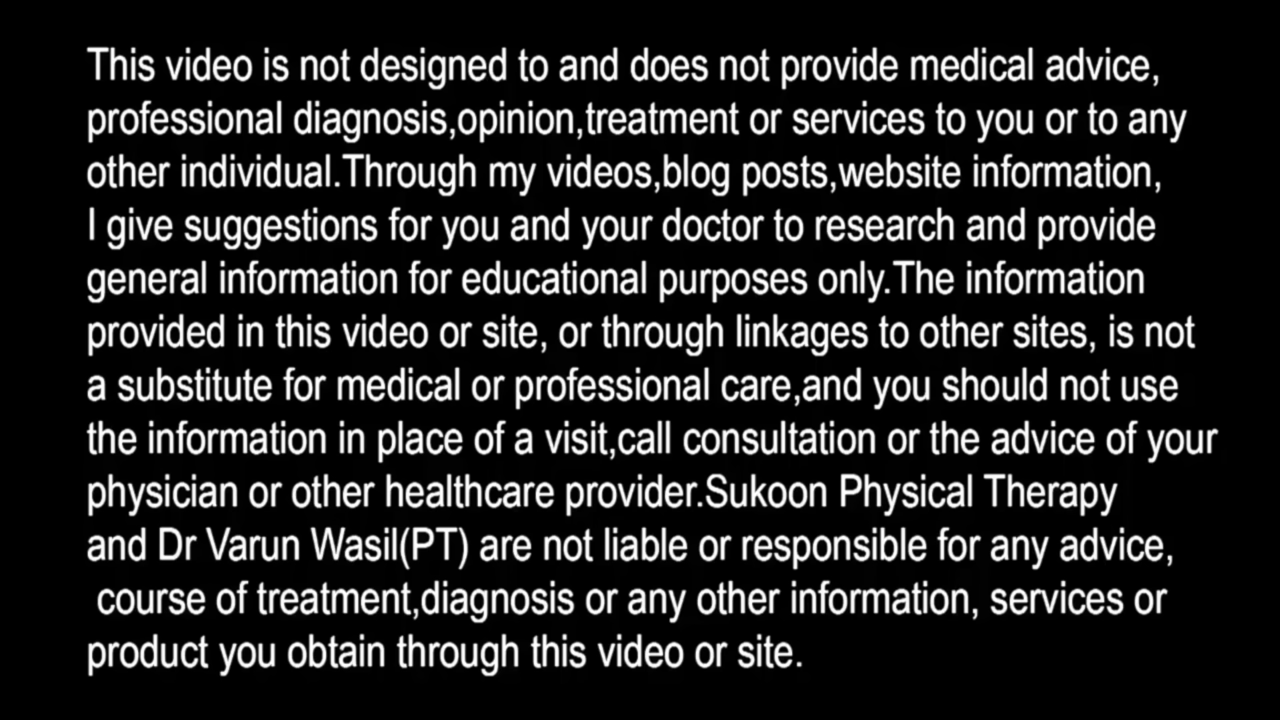 This video is not designed to and does not provide medical advice,
professional diagnosis,opinion,treatment or services to you or to any
other individual.Through my videos,blog posts,website information,
I give suggestions for you and your doctor to research and provide
general information for educational purposes only.The information
provided in this video or site, or through linkages to other sites, is not
a substitute for medical or professional care,and you should not use
the information in place of a visit,call consultation or the advice of your
physician or other healthcare provider.Sukoon Physical Therapy
and Dr Varun Wasil(PT) are not liable or responsible for any advice,
course of treatment,diagnosis or any other information, services or
product you obtain through this video or site.